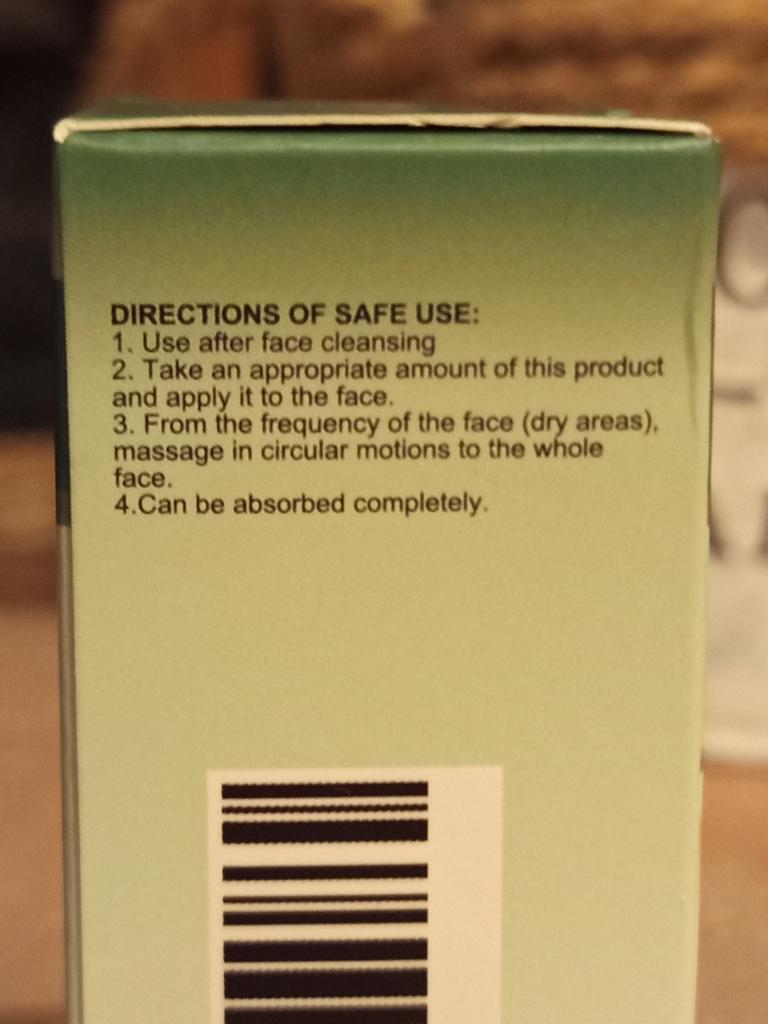 DIRECTIONS OF SAFE USE:
1. Use after face cleansing
2. Take an appropriate amount of this product
and apply it to the face.
3. From the frequency of the face (dry areas),
massage in circular motions to the whole
face.
4.Can be absorbed completely.